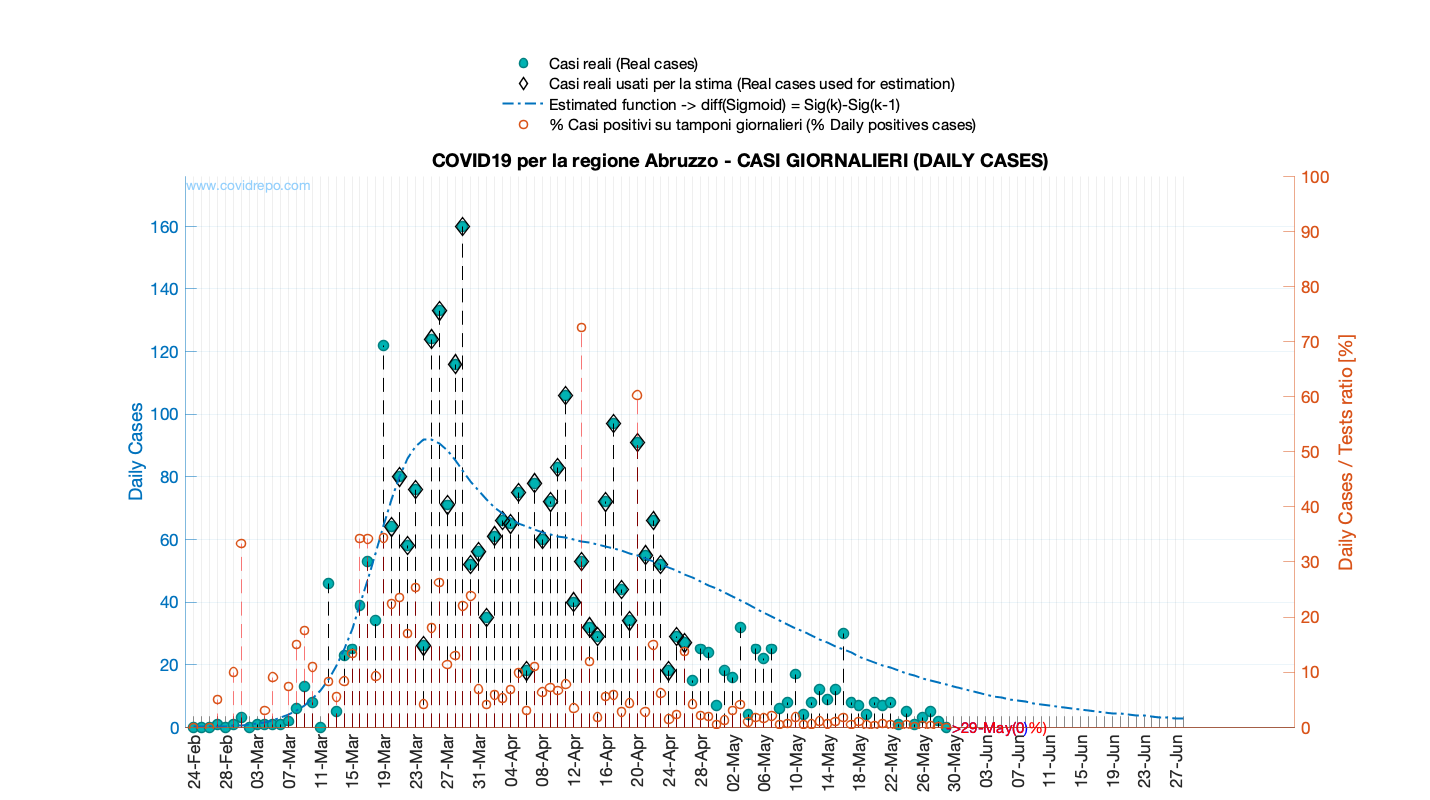 Casi reali (Real cases)
Casi reali usati per la stima (Real cases used for estimation)
Estimated function -> diff(Sigmoid) = Sig(k)-Sig(k-1)
% Casi positivi su tamponi giornalieri (% Daily positives cases)
COVID19 per la regione Abruzzo - CASI GIORNALIERI (DAILY CASES)
www.covidrepo.com
Daily Cases
160
140
120
100
80
60
40
20
0
100
90
80
70
60
50
40
30
20
10
0
Daily Cases / Tests ratio [%]
->29-May(0%)
24-Feb
28-Feb
03-Mar
07-Mar
11-Mar
15-Mar
19-Mar
23-Mar
27-Mar
31-Mar
04-Apr
08-Apr
12-Apr
16-Apr
20-Apr
24-Apr
28-Apr
02-May
06-May
10-May
14-May
18-May
22-May
26-May
30-May
03-Jun
07-Jun
11-Jun
15-Jun
19-Jun
23-Jun
27-Jun